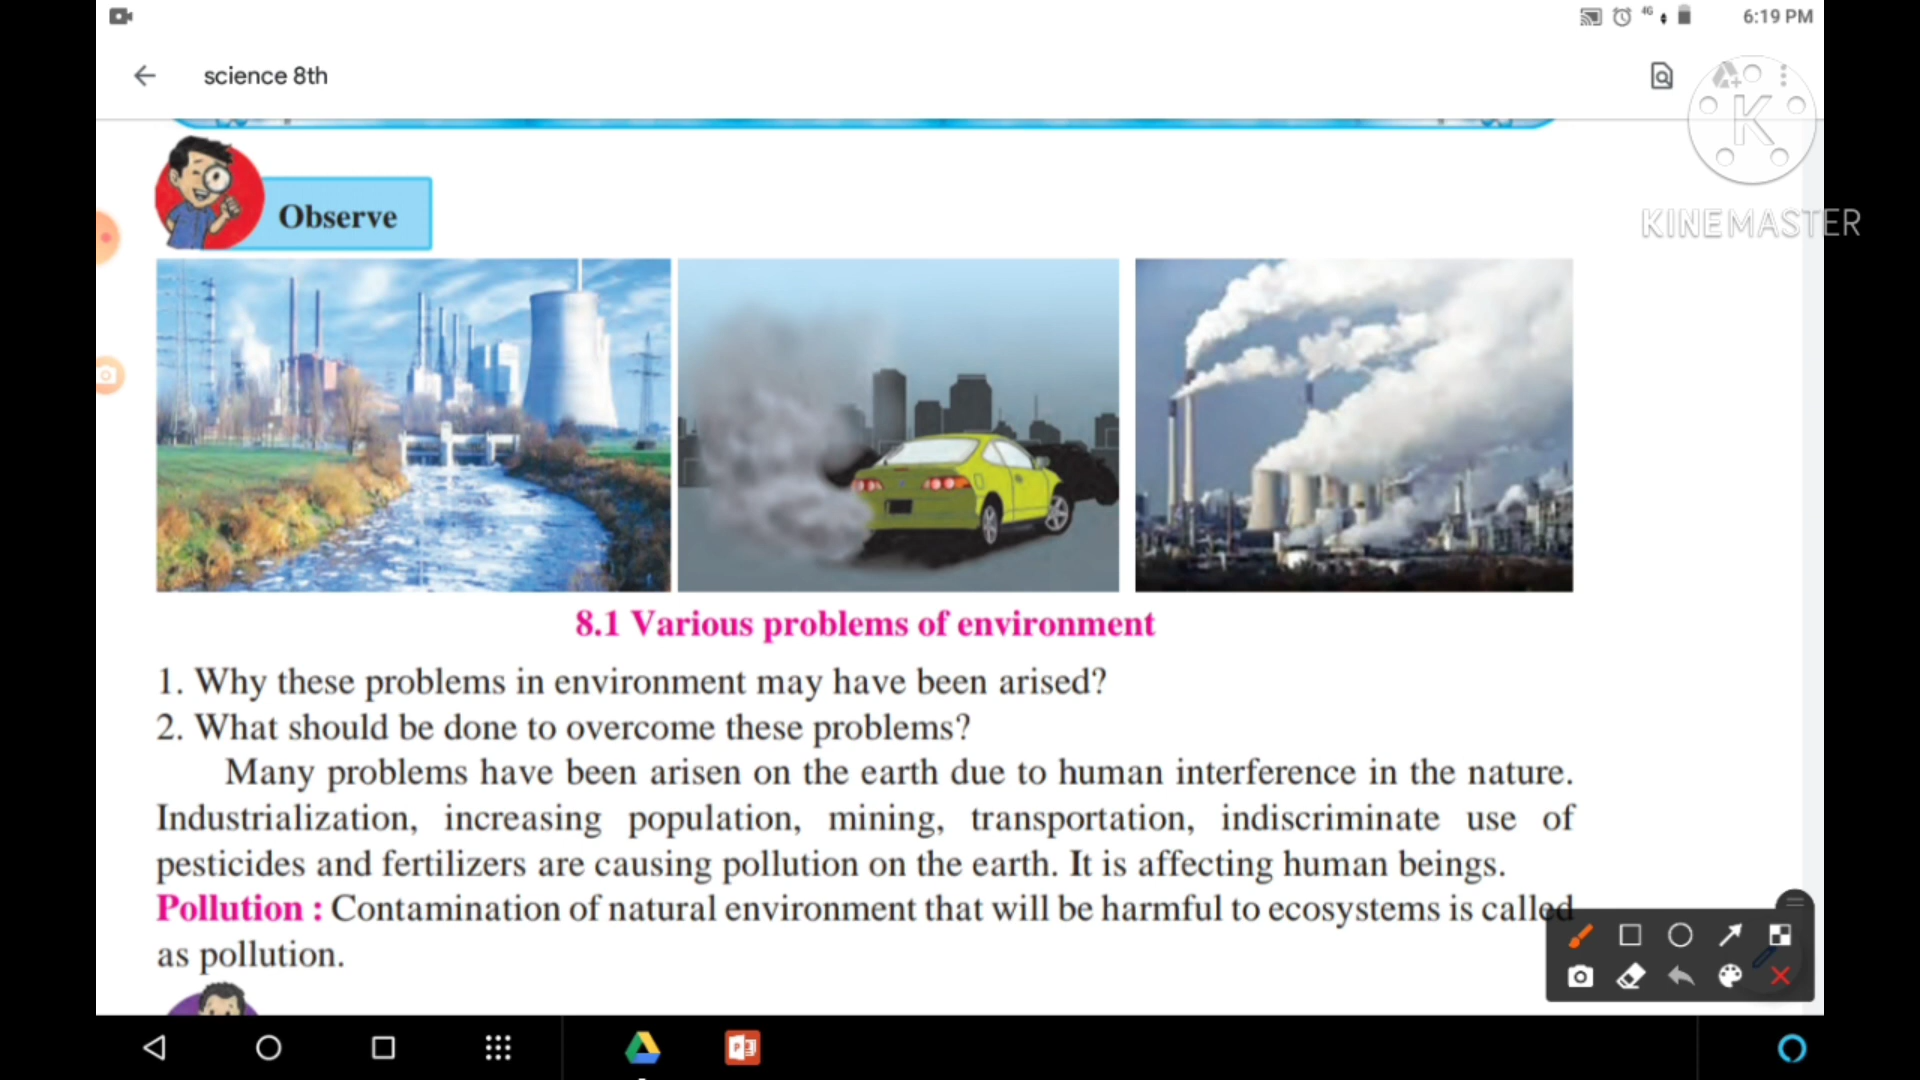 4G 6:19 PM
science 8th
K
KINEMASTER
Observe
8.1 Various problems of environment
1. Why these problems in environment may have been arised?
2. What should be done to overcome these problems?
Many problems have been arisen on the earth due to human interference in the nature.
Industrialization, increasing population, mining, transportation, indiscriminate use of
pesticides and fertilizers are causing pollution on the earth. It is affecting human beings.
Pollution : Contamination of natural environment that will be harmful to ecosystems is called
as pollution.